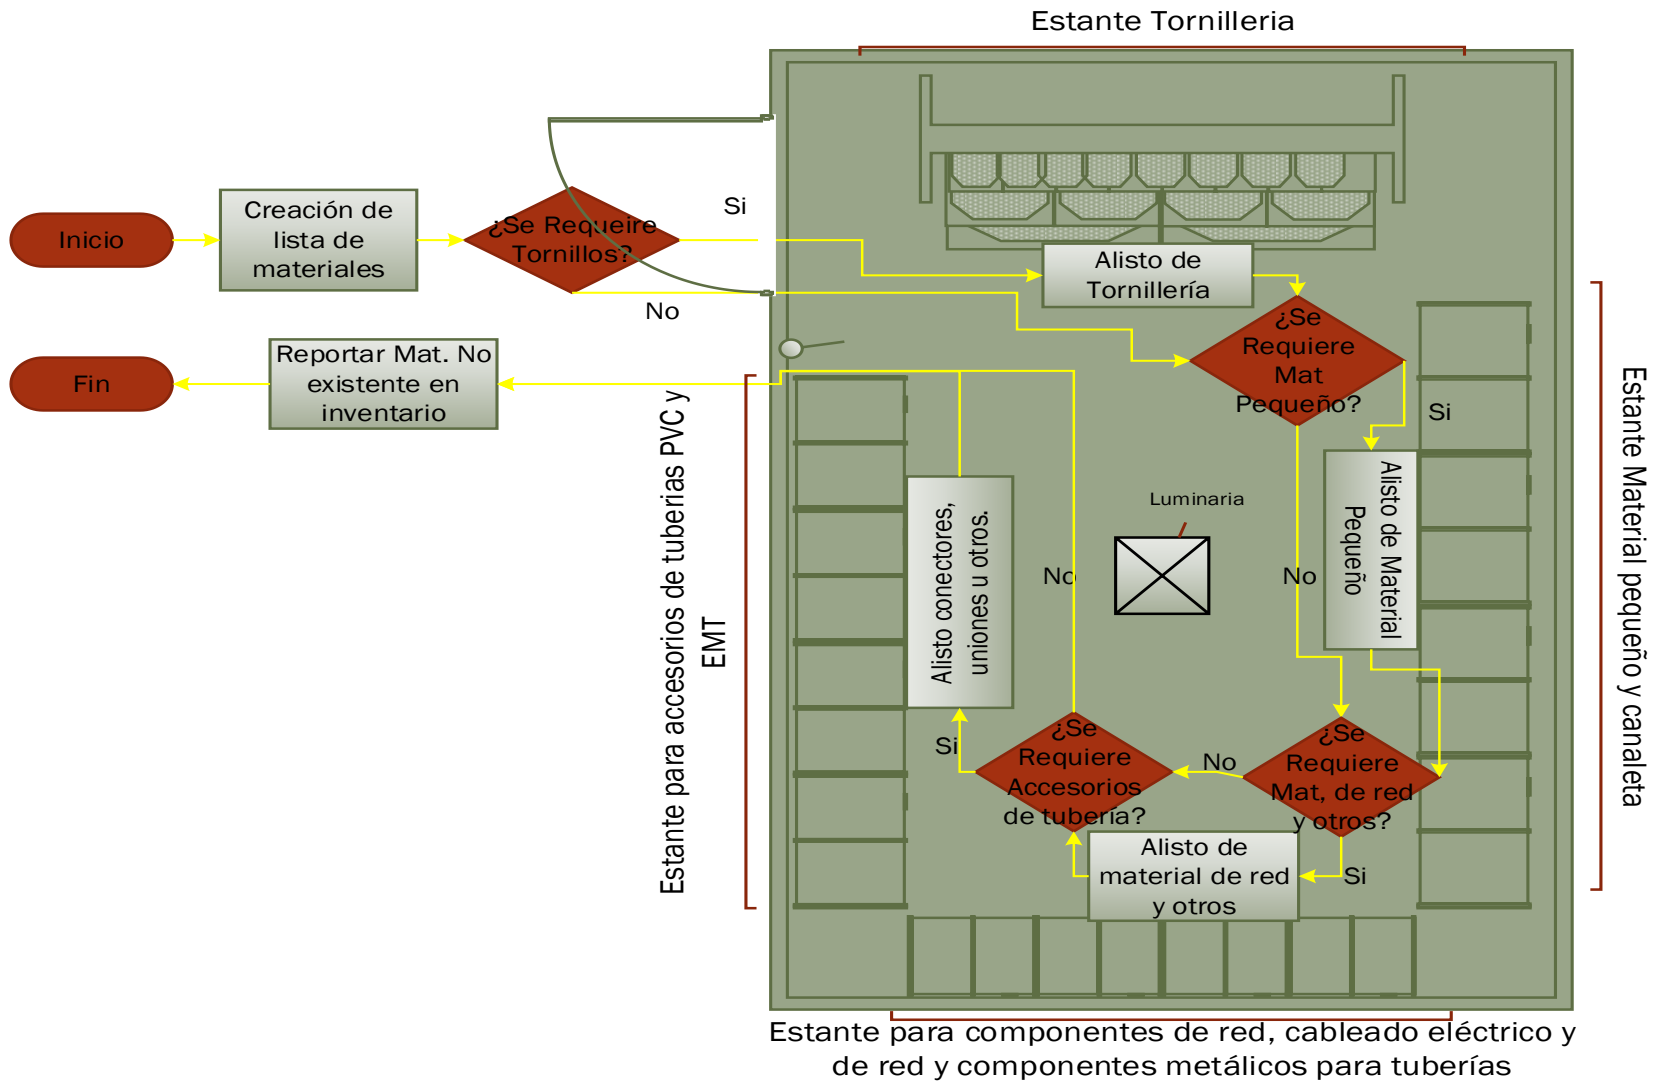 Estante Tornilleria
Inicio
Creación de
lista de
materiales
¿Se Requeire
Tornillos?
Si
No
Alisto de
Tornillería
¿Se
Requiere
Mat
Pequeño?
Si
No
Alisto de Material
Pequeño
Estante Material pequeño y canaleta
Fin
Reportar Mat. No
existente en
inventario
Estante para accesorios de tuberias PVC y
EMT
Alisto conectores,
uniones u otros.
Luminaria
No
Si
¿Se
Requiere
Accesorios
de tubería?
No
¿Se
Requiere
Mat, de red
y otros?
Si
Alisto de
material de red
y otros
Estante para componentes de red, cableado eléctrico y
de red y componentes metálicos para tuberías